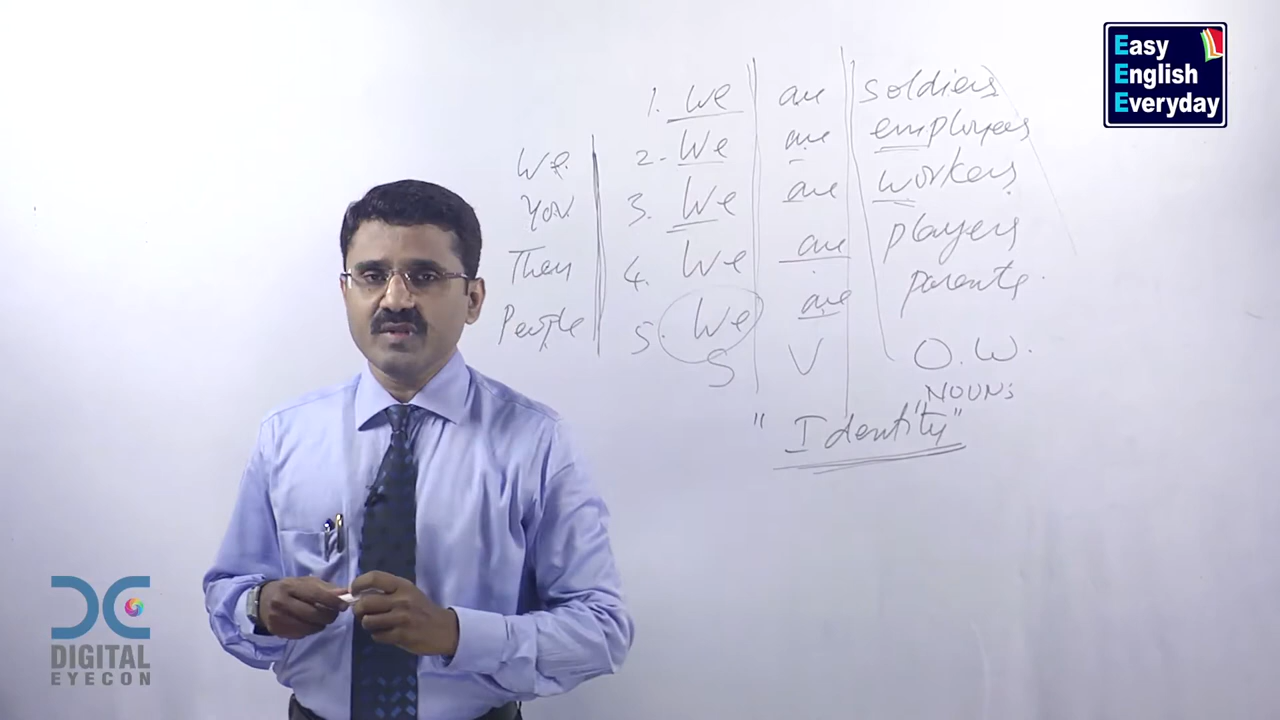 We
You
They
People
1. We are soldiers
2. We are employees
3. We are workers
4. We are players
5. We are parents.
S V O.W.
NOUNS
"Identity"
Easy
English
Everyday
DIGITAL
EYECON